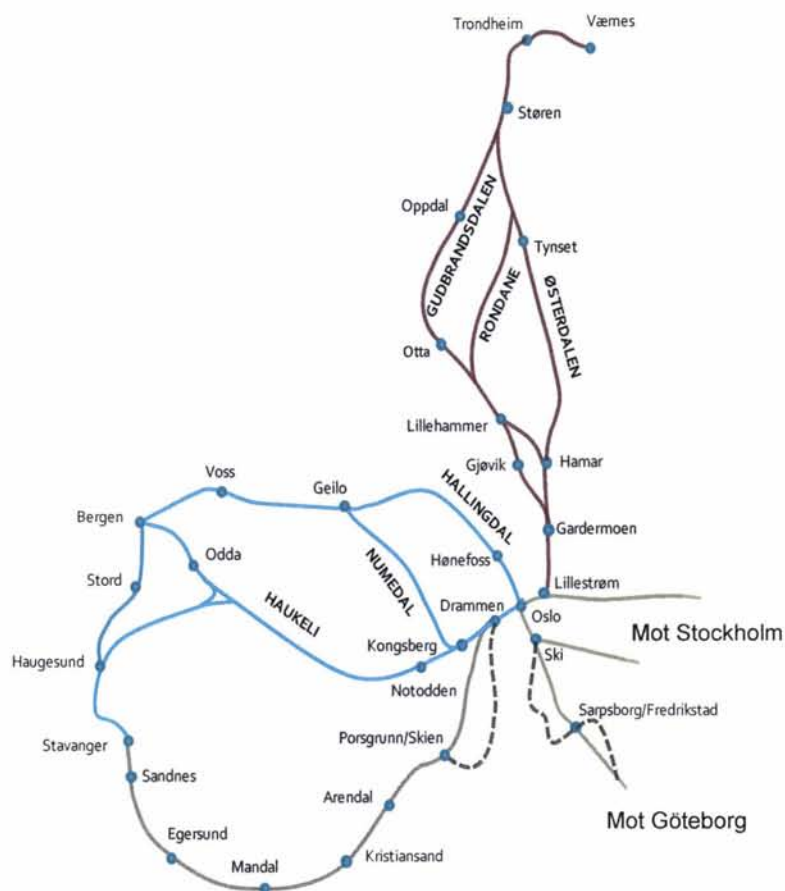 Trondheim
Værnes
Støren
Oppdal
GUDBRANDSDALEN
Tynset
RONDANE
ØSTERDALEN
Otta
Lillehammer
Gjøvik
Hamar
Voss
Geilo
HALLINGDAL
Bergen
Gardermoen
Odda
Hønefoss
NUMEDAL
Stord
Lillestrøm
HAUKELI
Drammen
Oslo
Mot Stockholm
Kongsberg
Ski
Haugesund
Notodden
Sarpsborg/Fredrikstad
Stavanger
Porsgrunn/Skien
Sandnes
Arendal
Mot Göteborg
Egersund
Mandal
Kristiansand